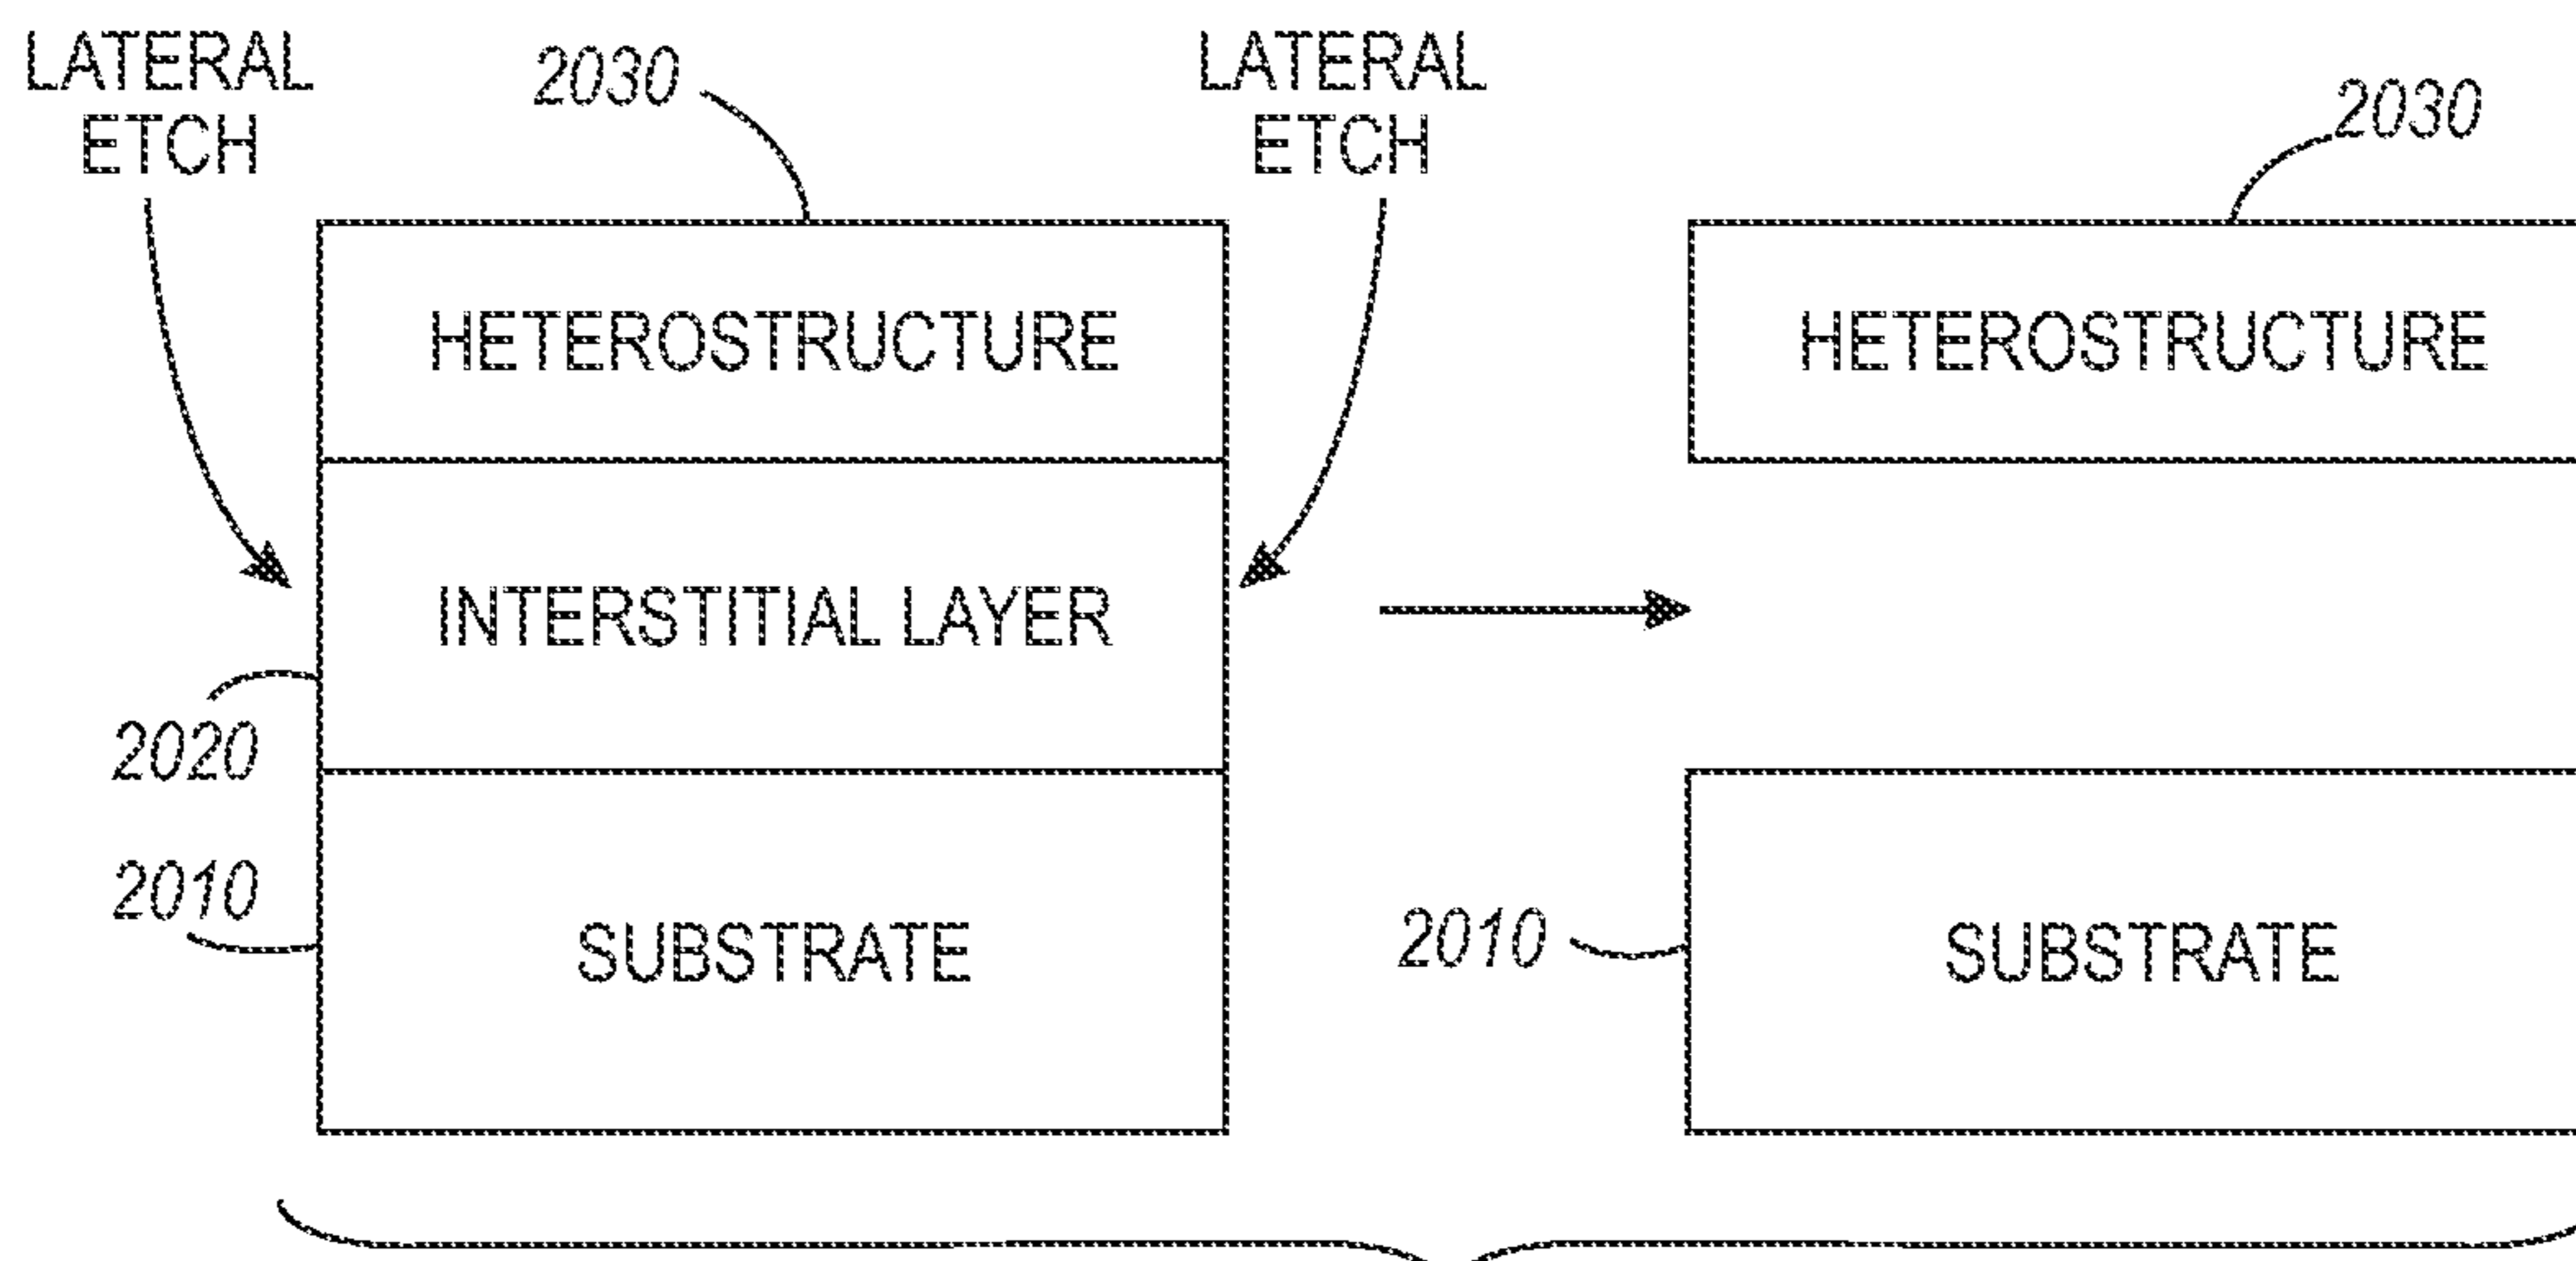 LATERAL
ETCH
2030
LATERAL
ETCH
2030
HETEROSTRUCTURE
HETEROSTRUCTURE
INTERSTITIAL LAYER
2020
2010
SUBSTRATE
2010
SUBSTRATE